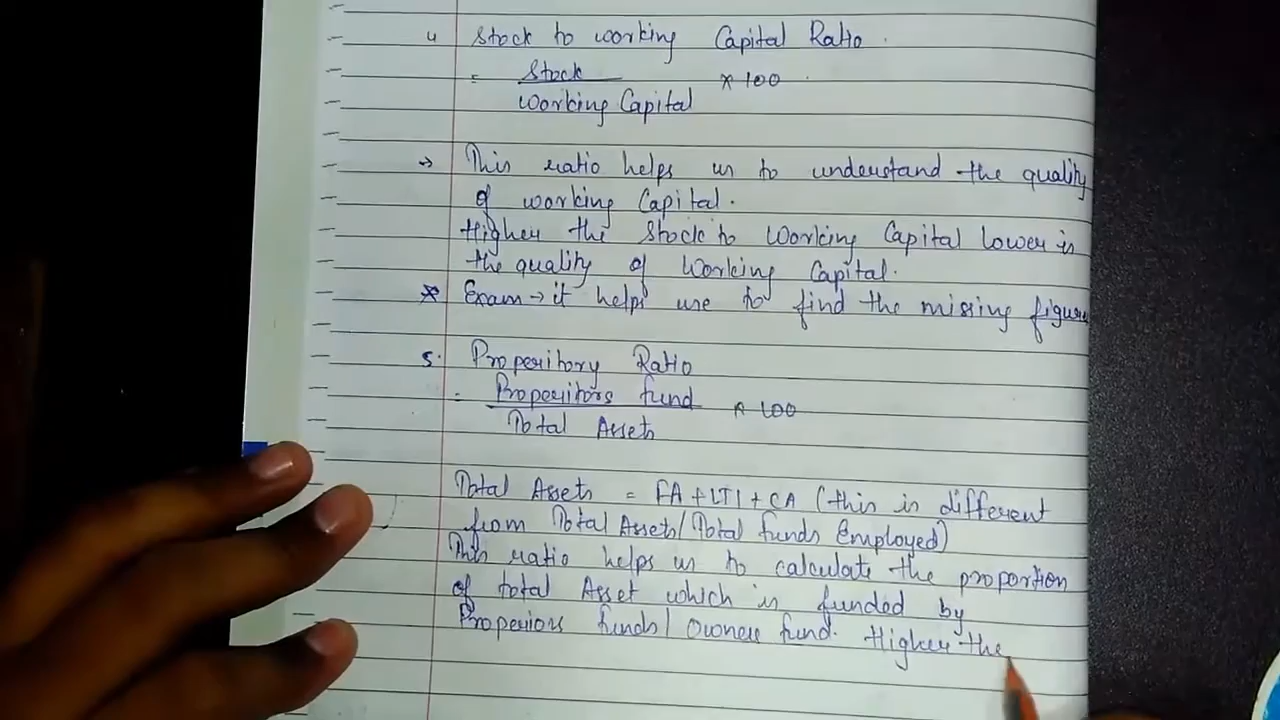 4 Stock to working Capital Ratio.
= Stock / Working Capital × 100
→ This ratio helps us to understand the quality
of working Capital.
Higher the Stock to Working Capital Lower is
the quality of Working Capital.
* Exam → it helps use to find the missing figure
5. Properitory Ratio
= Properitors fund / Total Assets × 100
Total Assets = FA + LTI + CA (this is different
from Total Assets/Total funds Employed)
This ratio helps us to calculate the proportion
of total Asset which is funded by
Properiors funds/ Owners fund. Higher the